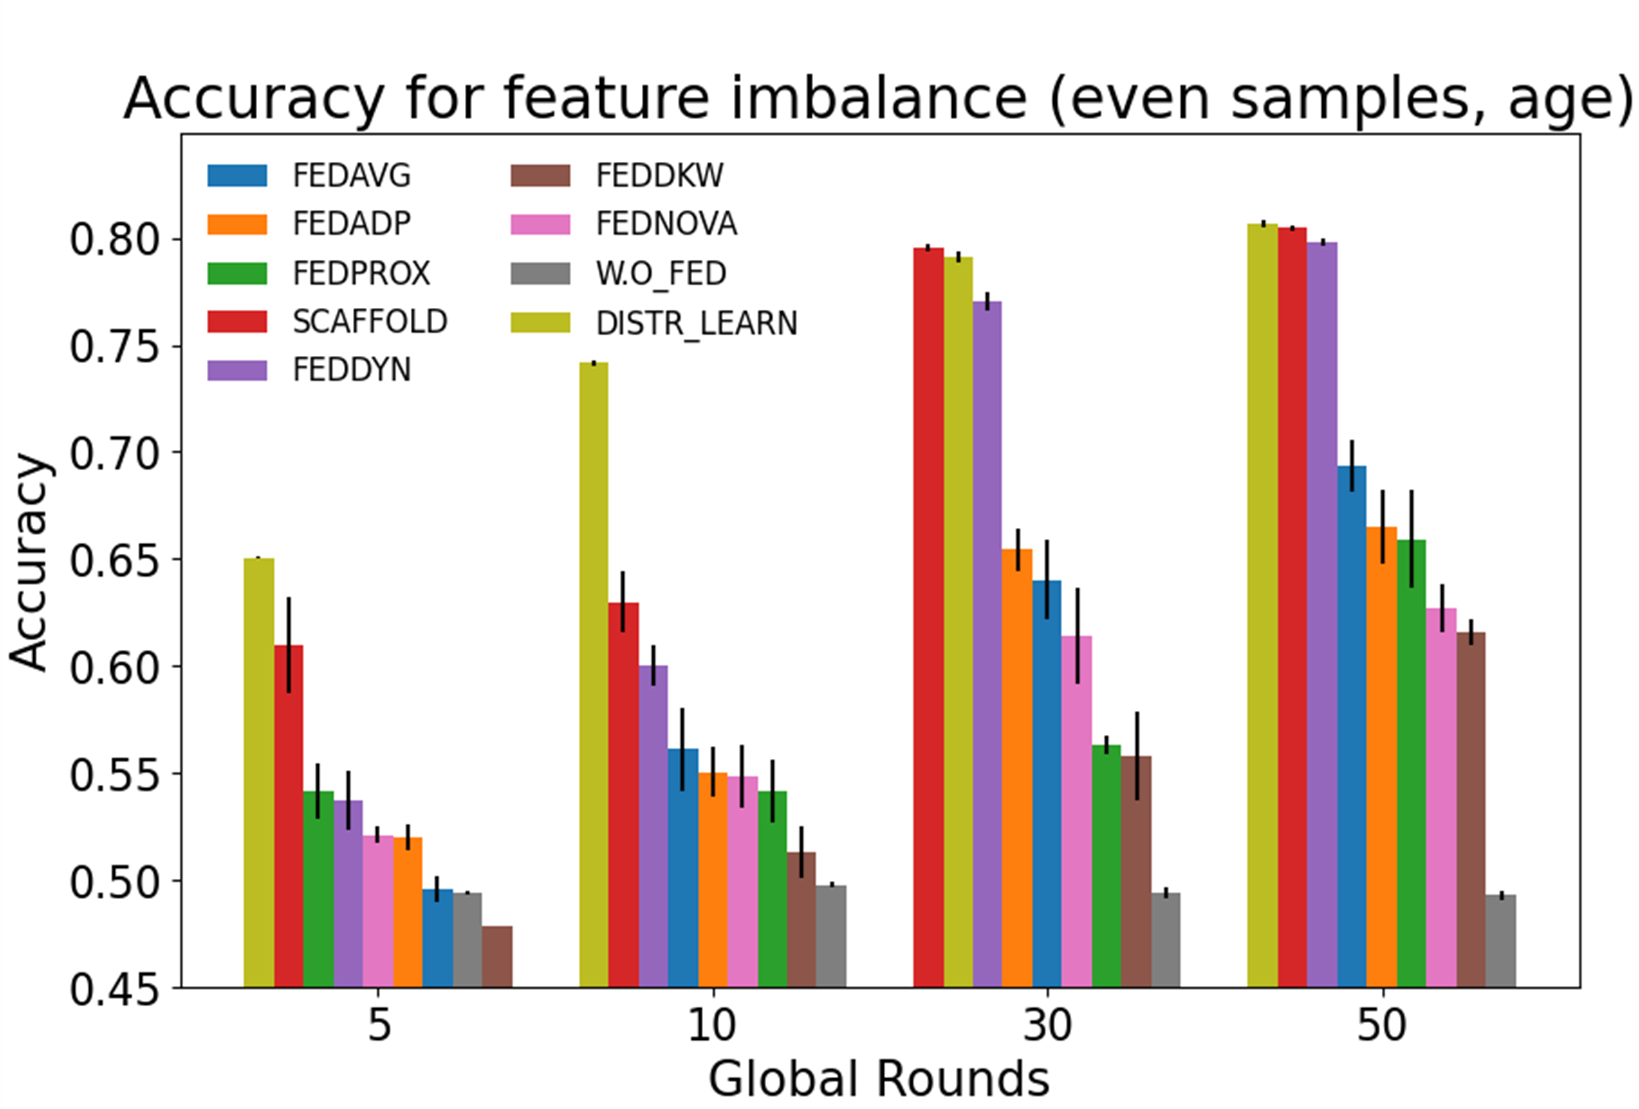 Accuracy for feature imbalance (even samples, age)
FEDAVG
FEDADP
FEDPROX
SCAFFOLD
FEDDYN
FEDDKW
FEDNOVA
W.O_FED
DISTR_LEARN
Accuracy
0.80
0.75
0.70
0.65
0.60
0.55
0.50
0.45
5 10 30 50
Global Rounds